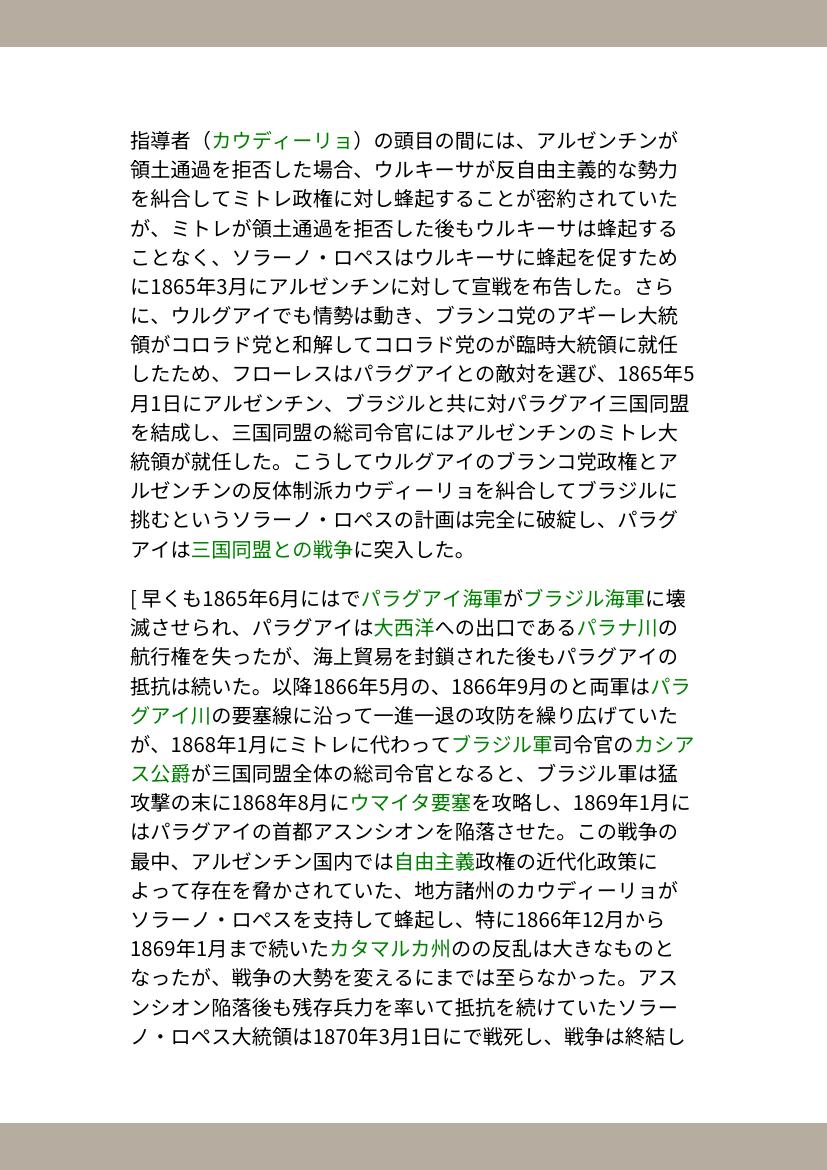 指導者（カウディーリョ）の頭目の間には、アルゼンチンが
領土通過を拒否した場合、ウルキーサが反自由主義的な勢力
を糾合してミトレ政権に対し蜂起することが密約されていた
が、ミトレが領土通過を拒否した後もウルキーサは蜂起する
ことなく、ソラーノ・ロペスはウルキーサに蜂起を促すため
に1865年3月にアルゼンチンに対して宣戦を布告した。さら
に、ウルグアイでも情勢は動き、ブランコ党のアギーレ大統
領がコロラド党と和解してコロラド党のが臨時大統領に就任
したため、フローレスはパラグアイとの敵対を選び、1865年5
月1日にアルゼンチン、ブラジルと共に対パラグアイ三国同盟
を結成し、三国同盟の総司令官にはアルゼンチンのミトレ大
統領が就任した。こうしてウルグアイのブランコ党政権とア
ルゼンチンの反体制派カウディーリョを糾合してブラジルに
挑むというソラーノ・ロペスの計画は完全に破綻し、パラグ
アイは三国同盟との戦争に突入した。
[ 早くも1865年6月にはでパラグアイ海軍がブラジル海軍に壊
滅させられ、パラグアイは大西洋への出口であるパラナ川の
航行権を失ったが、海上貿易を封鎖された後もパラグアイの
抵抗は続いた。以降1866年5月の、1866年9月のと両軍はパラ
グアイ川の要塞線に沿って一進一退の攻防を繰り広げていた
が、1868年1月にミトレに代わってブラジル軍司令官のカシア
ス公爵が三国同盟全体の総司令官となると、ブラジル軍は猛
攻撃の末に1868年8月にウマイタ要塞を攻略し、1869年1月に
はパラグアイの首都アスンシオンを陥落させた。この戦争の
最中、アルゼンチン国内では自由主義政権の近代化政策に
よって存在を脅かされていた、地方諸州のカウディーリョが
ソラーノ・ロペスを支持して蜂起し、特に1866年12月から
1869年1月まで続いたカタマルカ州のの反乱は大きなものと
なったが、戦争の大勢を変えるにまでは至らなかった。アス
ンシオン陥落後も残存兵力を率いて抵抗を続けていたソラー
ノ・ロペス大統領は1870年3月1日にで戦死し、戦争は終結し